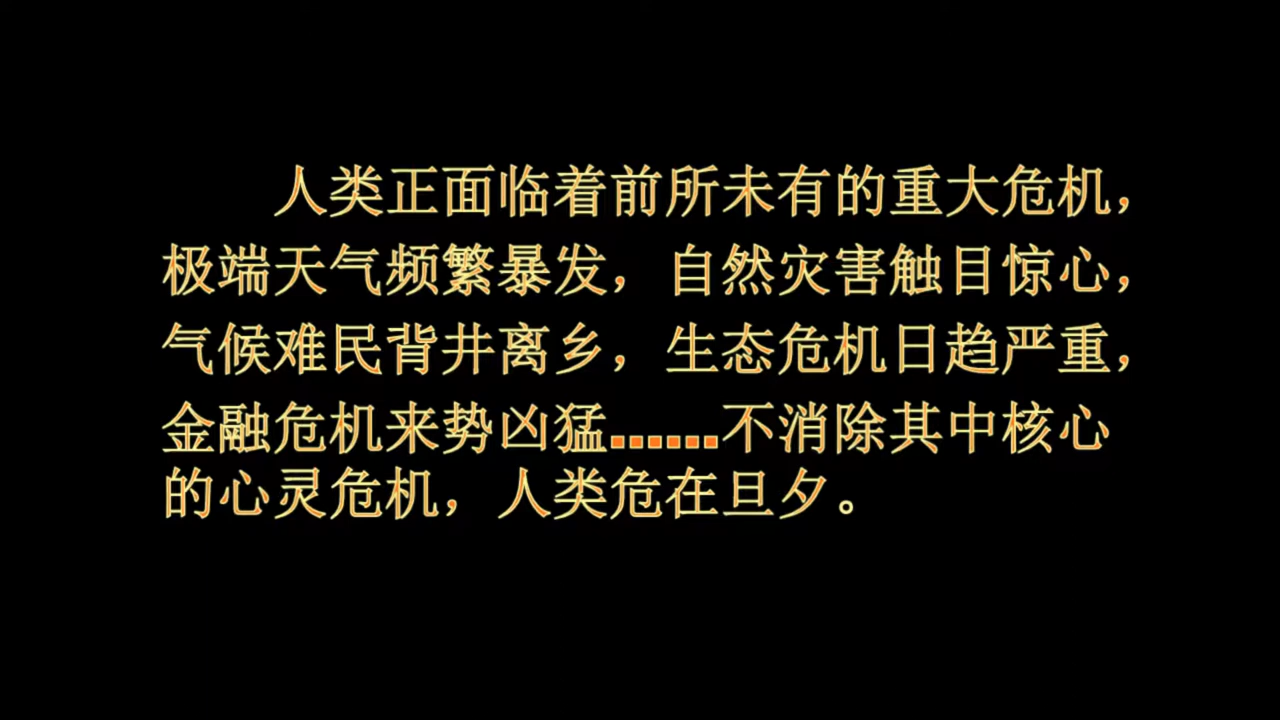 人类正面临着前所未有的重大危机，
极端天气频繁暴发，自然灾害触目惊心，
气候难民背井离乡，生态危机日趋严重，
金融危机来势凶猛......不消除其中核心
的心灵危机，人类危在旦夕。